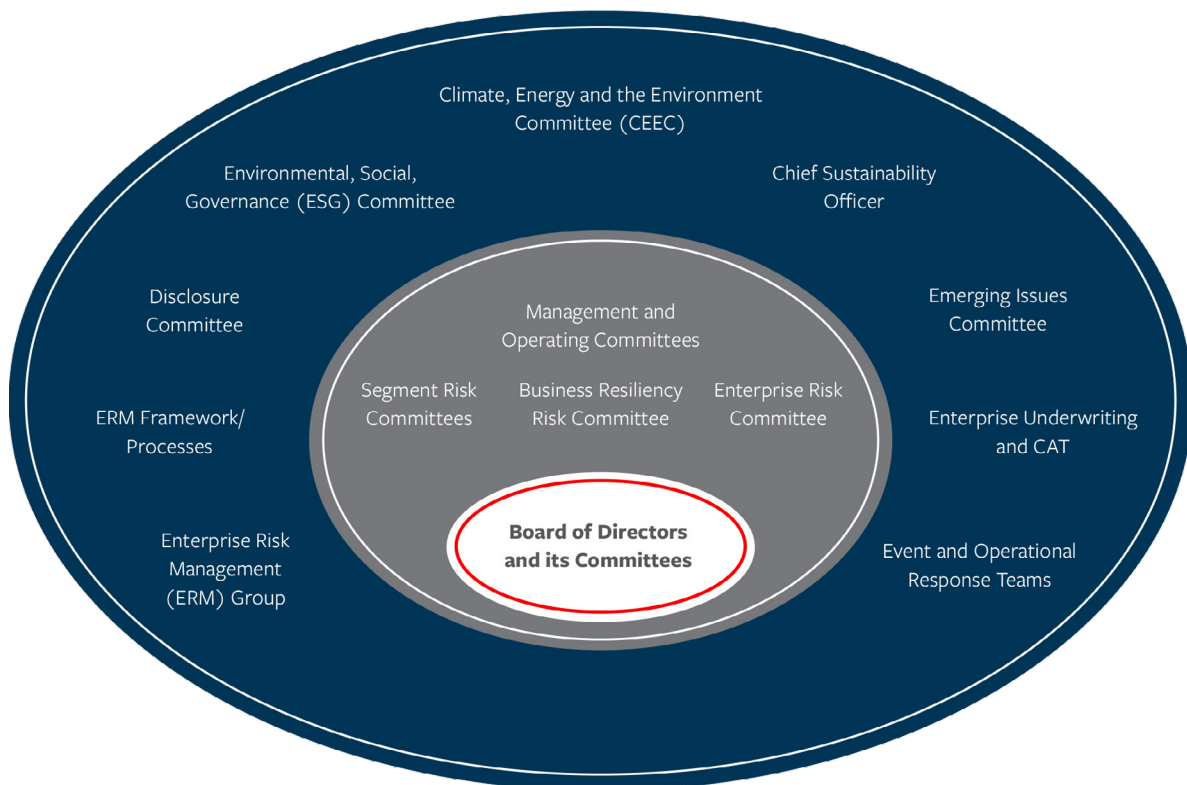 Climate, Energy and the Environment
Committee (CEEC)
Environmental, Social,
Governance (ESG) Committee
Chief Sustainability
Officer
Disclosure
Committee
Emerging Issues
Committee
Management and
Operating Committees
Segment Risk
Committees
Business Resiliency
Risk Committee
Enterprise Risk
Committee
ERM Framework/
Processes
Enterprise Underwriting
and CAT
Board of Directors
and its Committees
Enterprise Risk
Management
(ERM) Group
Event and Operational
Response Teams